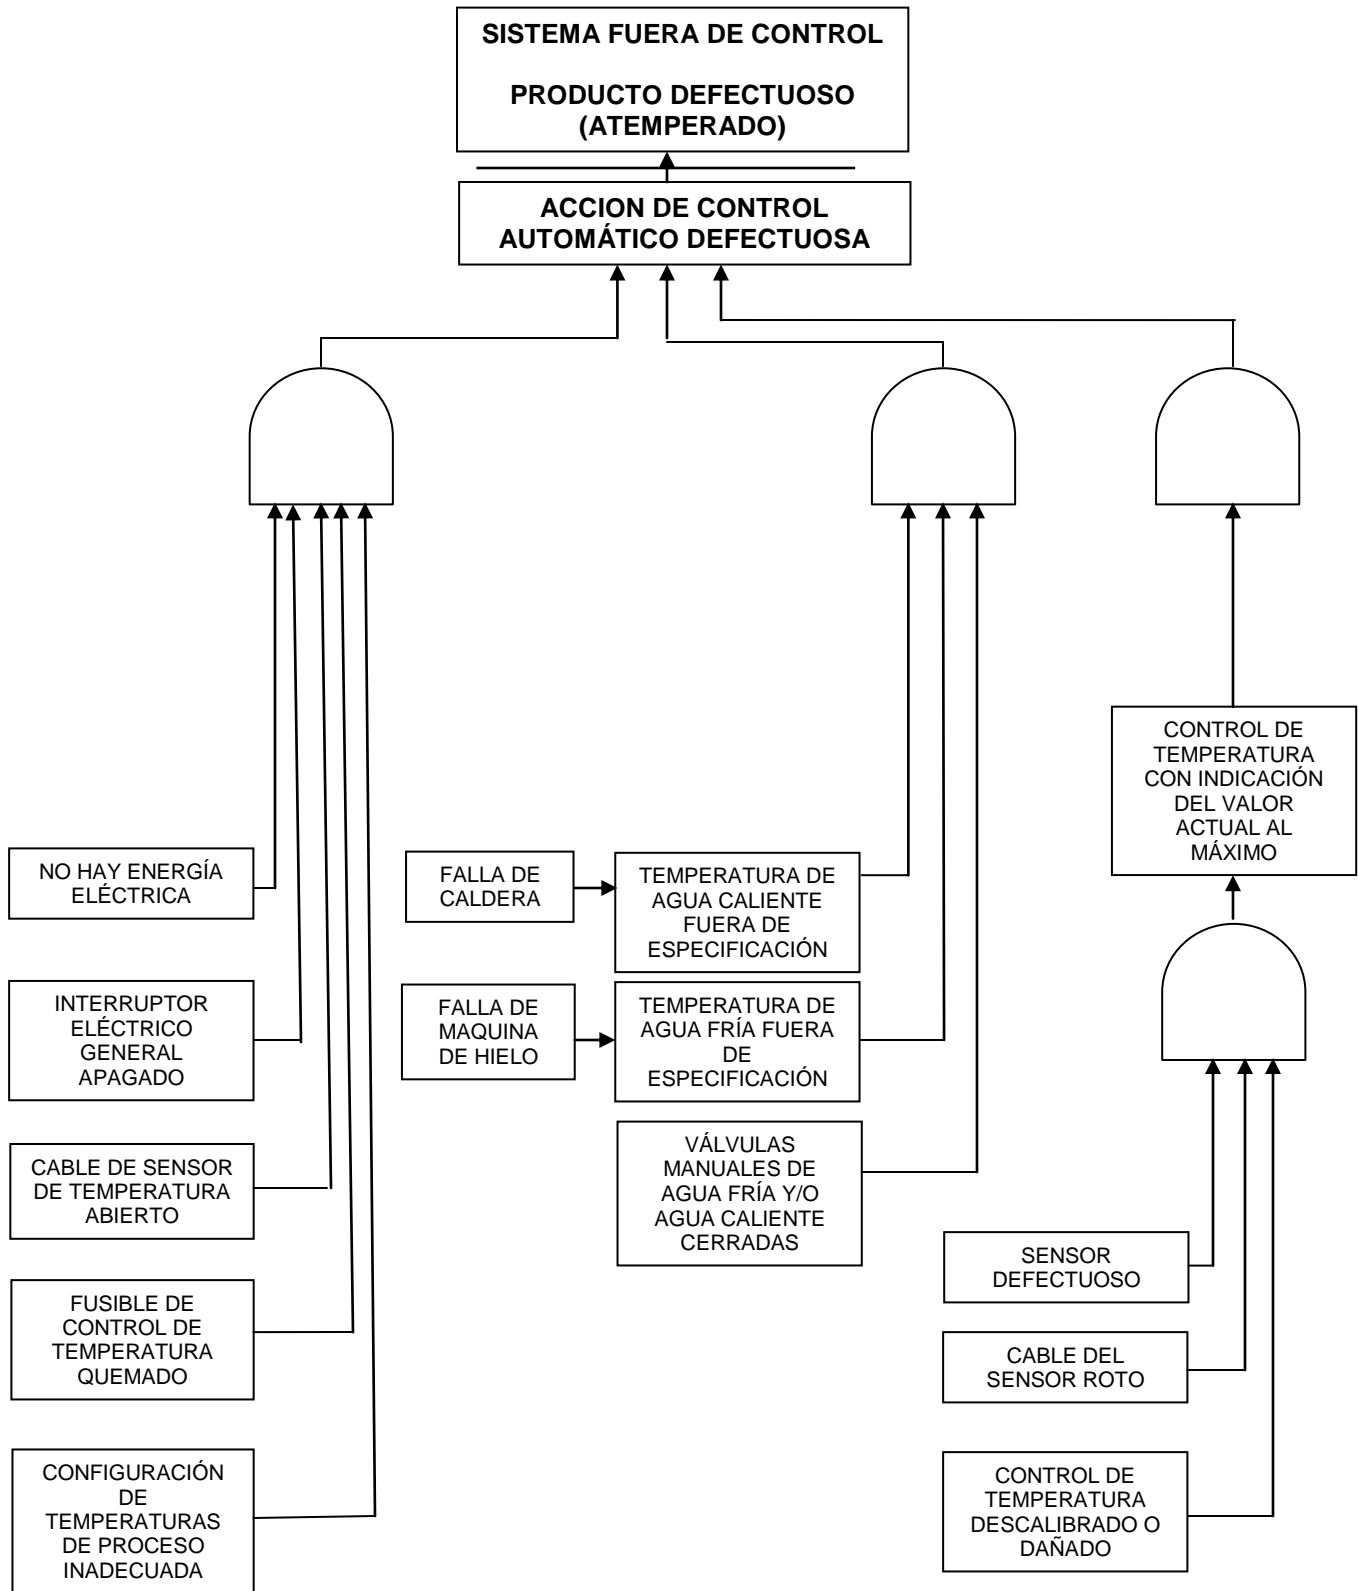 SISTEMA FUERA DE CONTROL
PRODUCTO DEFECTUOSO
(ATEMPERADO)
ACCION DE CONTROL
AUTOMÁTICO DEFECTUOSA
NO HAY ENERGÍA
ELÉCTRICA
INTERRUPTOR
ELÉCTRICO
GENERAL
APAGADO
CABLE DE SENSOR
DE TEMPERATURA
ABIERTO
FUSIBLE DE
CONTROL DE
TEMPERATURA
QUEMADO
CONFIGURACIÓN
DE
TEMPERATURAS
DE PROCESO
INADECUADA
FALLA DE
CALDERA
TEMPERATURA DE
AGUA CALIENTE
FUERA DE
ESPECIFICACIÓN
FALLA DE
MAQUINA
DE HIELO
TEMPERATURA DE
AGUA FRÍA FUERA
DE
ESPECIFICACIÓN
VÁLVULAS
MANUALES DE
AGUA FRÍA Y/O
AGUA CALIENTE
CERRADAS
CONTROL DE
TEMPERATURA
CON INDICACIÓN
DEL VALOR
ACTUAL AL
MÁXIMO
SENSOR
DEFECTUOSO
CABLE DEL
SENSOR ROTO
CONTROL DE
TEMPERATURA
DESCALIBRADO O
DAÑADO